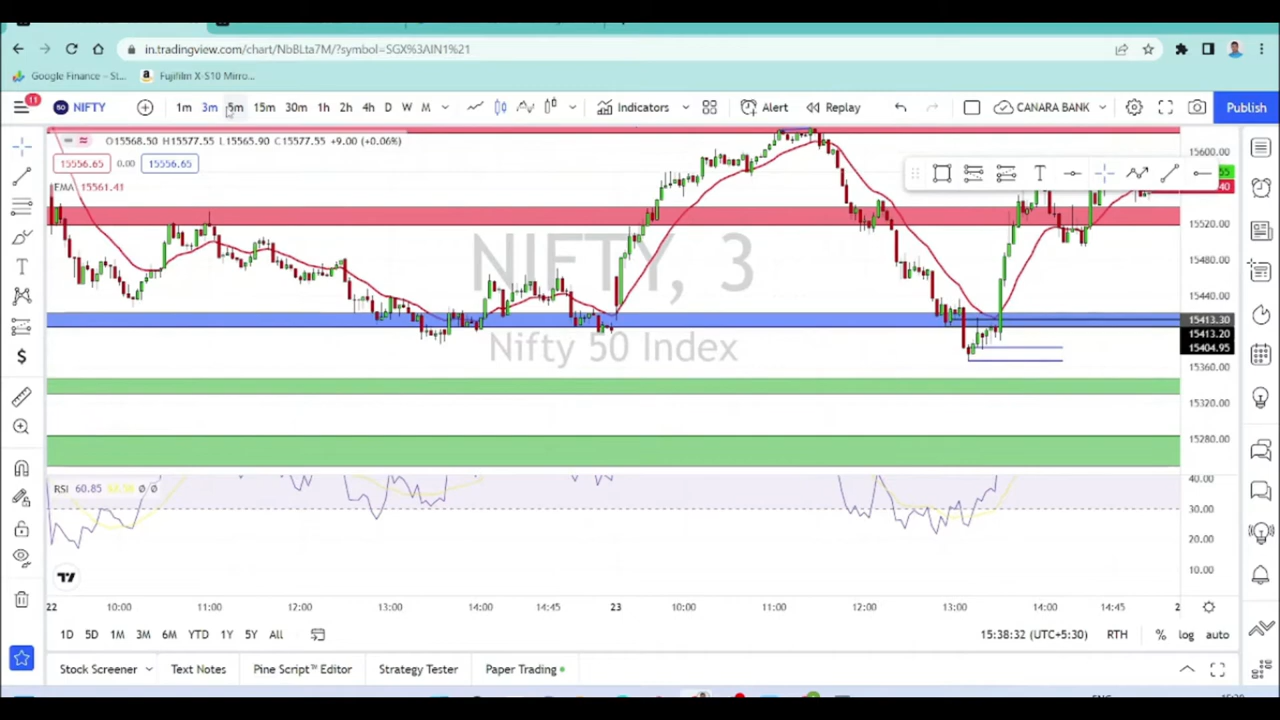 in.tradingview.com/chart/NbBLta7M/?symbol=SGX%3AIN1%21
Google Finance - St... Fujifilm X-S10 Mirro...
11 50 NIFTY 1m 3m 5m 15m 30m 1h 2h 4h D W M Indicators Alert Replay CANARA BANK Publish
O15568.50 H15577.55 L15565.90 C15577.55 +9.00 (+0.06%)
15556.65 0.00 15556.65
EMA 15561.41
15600.00
55
40
15520.00
15480.00
15440.00
15413.30
15413.20
15404.95
15360.00
15320.00
15280.00
NIFTY, 3
Nifty 50 Index
RSI 60.85 Ø Ø
40.00
30.00
20.00
10.00
22 10:00 11:00 12:00 13:00 14:00 14:45 23 10:00 11:00 12:00 13:00 14:00 14:45 2
1D 5D 1M 3M 6M YTD 1Y 5Y All 15:38:32 (UTC+5:30) RTH % log auto
Stock Screener Text Notes Pine Script™ Editor Strategy Tester Paper Trading